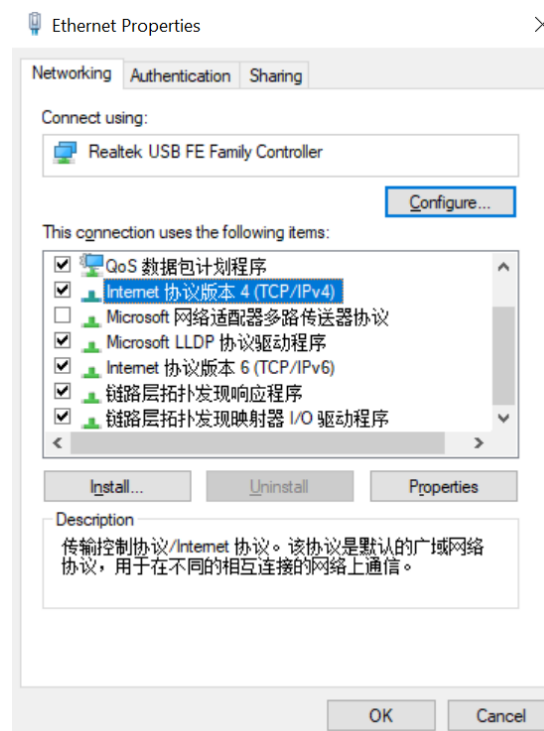 Ethernet Properties
Networking
Authentication
Sharing
Connect using:
Realtek USB FE Family Controller
Configure...
This connection uses the following items:
QoS 数据包计划程序
Internet 协议版本 4 (TCP/IPv4)
Microsoft 网络适配器多路传送器协议
Microsoft LLDP 协议驱动程序
Internet 协议版本 6 (TCP/IPv6)
链路层拓扑发现响应程序
链路层拓扑发现映射器 I/O 驱动程序
Install...
Uninstall
Properties
Description
传输控制协议/Internet 协议。该协议是默认的广域网络
协议，用于在不同的相互连接的网络上通信。
OK
Cancel